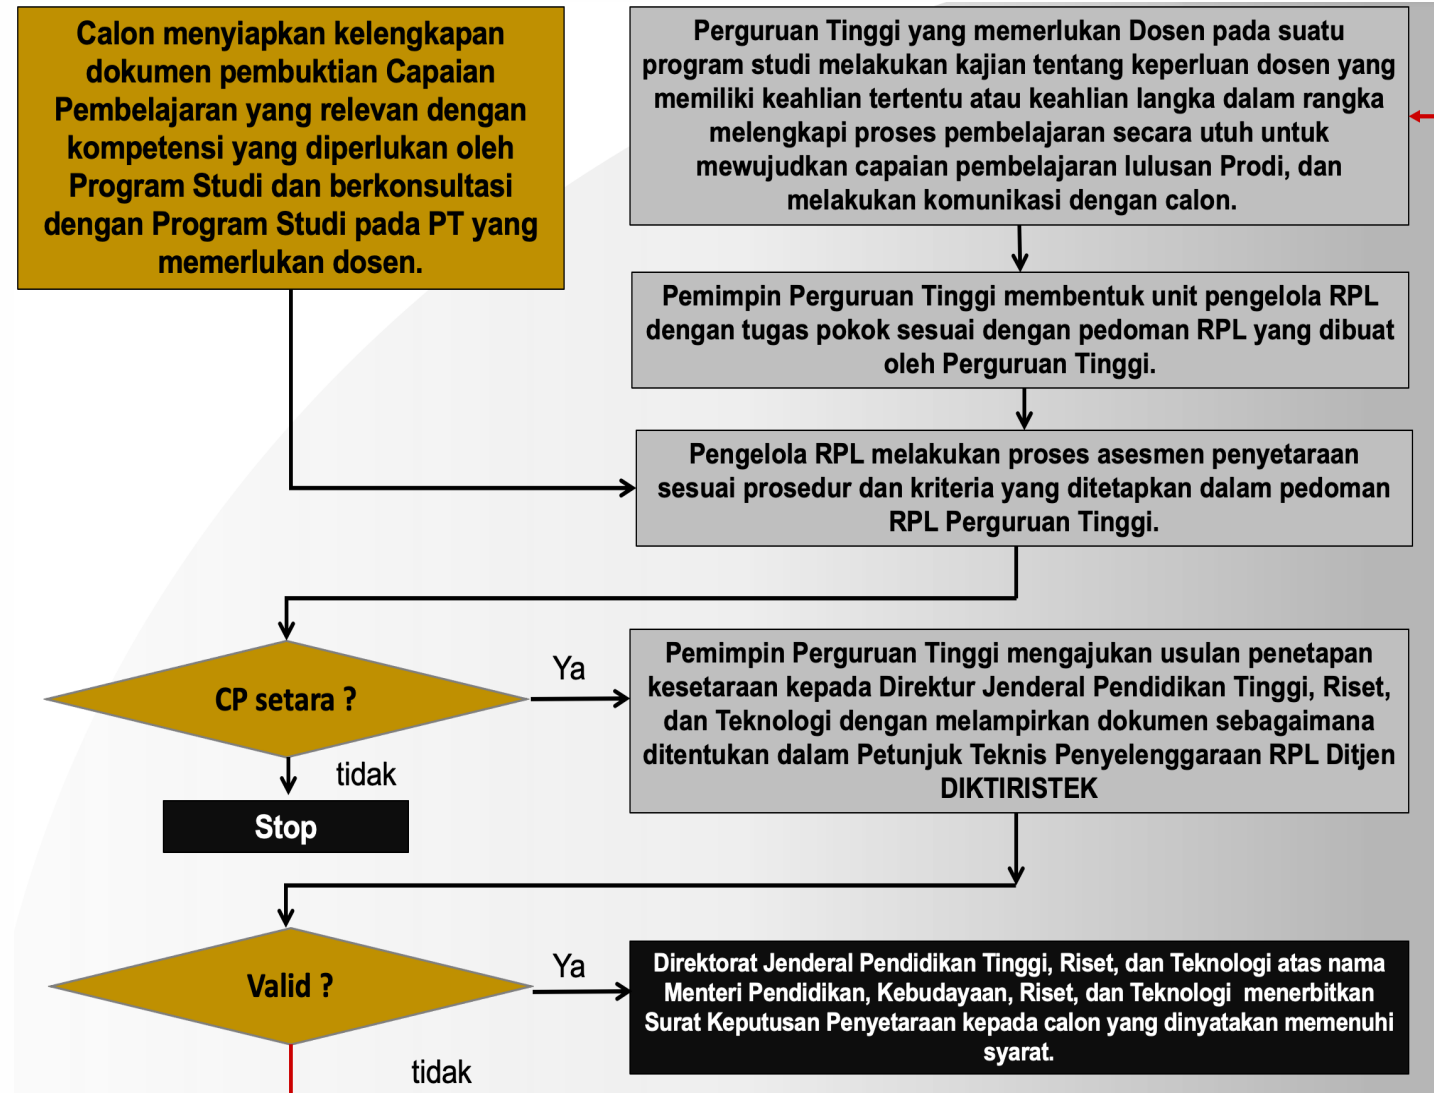 Calon menyiapkan kelengkapan
dokumen pembuktian Capaian
Pembelajaran yang relevan dengan
kompetensi yang diperlukan oleh
Program Studi dan berkonsultasi
dengan Program Studi pada PT yang
memerlukan dosen.
Perguruan Tinggi yang memerlukan Dosen pada suatu
program studi melakukan kajian tentang keperluan dosen yang
memiliki keahlian tertentu atau keahlian langka dalam rangka
melengkapi proses pembelajaran secara utuh untuk
mewujudkan capaian pembelajaran lulusan Prodi, dan
melakukan komunikasi dengan calon.
Pemimpin Perguruan Tinggi membentuk unit pengelola RPL
dengan tugas pokok sesuai dengan pedoman RPL yang dibuat
oleh Perguruan Tinggi.
Pengelola RPL melakukan proses asesmen penyetaraan
sesuai prosedur dan kriteria yang ditetapkan dalam pedoman
RPL Perguruan Tinggi.
CP setara ?
Ya
tidak
Stop
Pemimpin Perguruan Tinggi mengajukan usulan penetapan
kesetaraan kepada Direktur Jenderal Pendidikan Tinggi, Riset,
dan Teknologi dengan melampirkan dokumen sebagaimana
ditentukan dalam Petunjuk Teknis Penyelenggaraan RPL Ditjen
DIKTIRISTEK
Valid ?
Ya
tidak
Direktorat Jenderal Pendidikan Tinggi, Riset, dan Teknologi atas nama
Menteri Pendidikan, Kebudayaan, Riset, dan Teknologi menerbitkan
Surat Keputusan Penyetaraan kepada calon yang dinyatakan memenuhi
syarat.